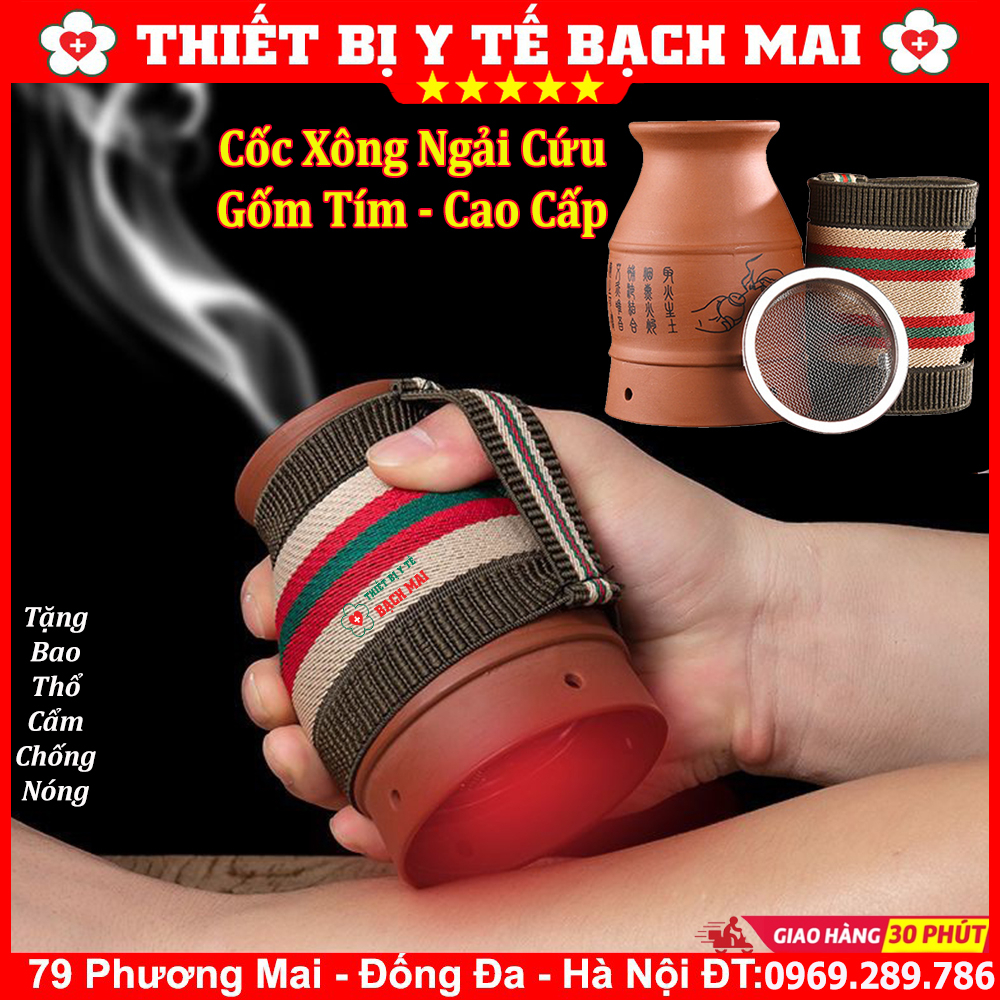 THIẾT BỊ Y TẾ BẠCH MAI
Cốc Xông Ngải Cứu
Gốm Tím - Cao Cấp
THIẾT BỊ Y TẾ
BẠCH MAI
Tặng
Bao
Thổ
Cẩm
Chống
Nóng
GIAO HÀNG 30 PHÚT
79 Phương Mai - Đống Đa - Hà Nội ĐT:0969.289.786